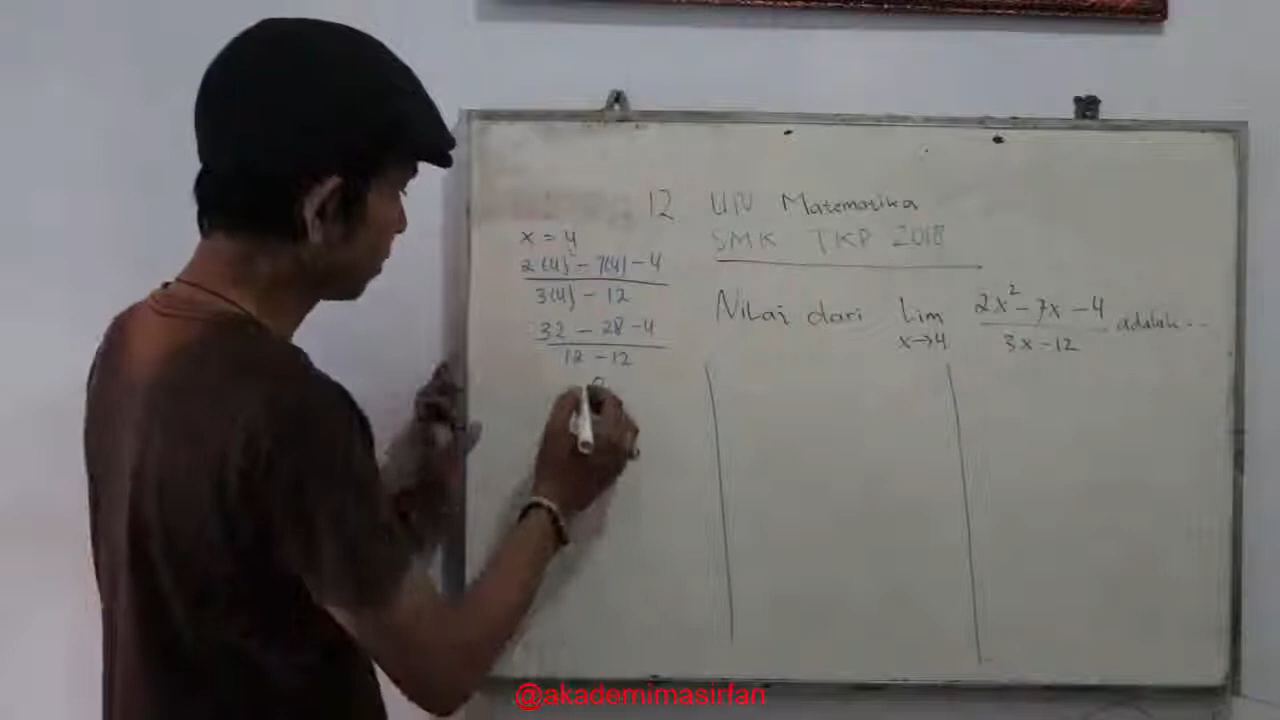 12 UN Matematika
SMK TKP 2018
x = 4
2(4)² - 7(4) - 4
3(4) - 12
32 - 28 - 4
12 - 12
0
Nilai dari lim x→4 2x² - 7x - 4 / 3x - 12 adalah ...
@akademimasirfan